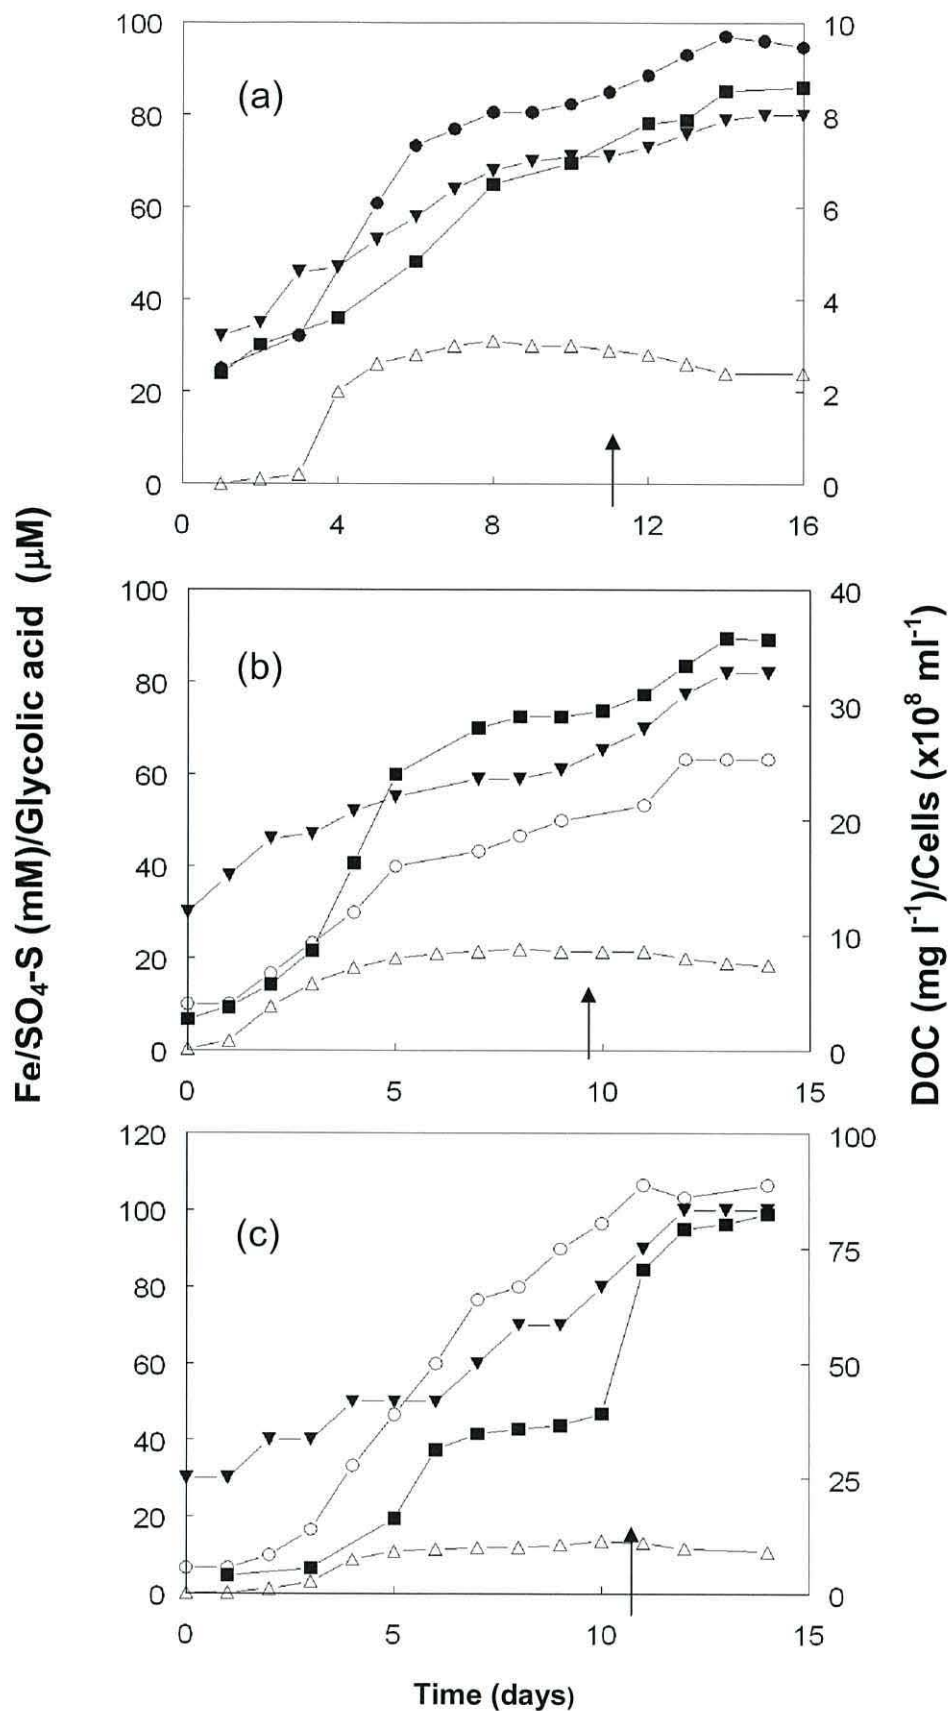 100 10
(a)
80 8
60 6
40 4
20 2
0 0
0 4 8 12 16
Fe/SO₄-S (mM)/Glycolic acid (μM)
100 40
(b)
80
30
60
20
40
10
20
0 0
0 5 10 15
DOC (mg l⁻¹)/Cells (x10⁸ ml⁻¹)
120 100
(c)
100
75
80
60 50
40
25
20
0 0
0 5 10 15
Time (days)